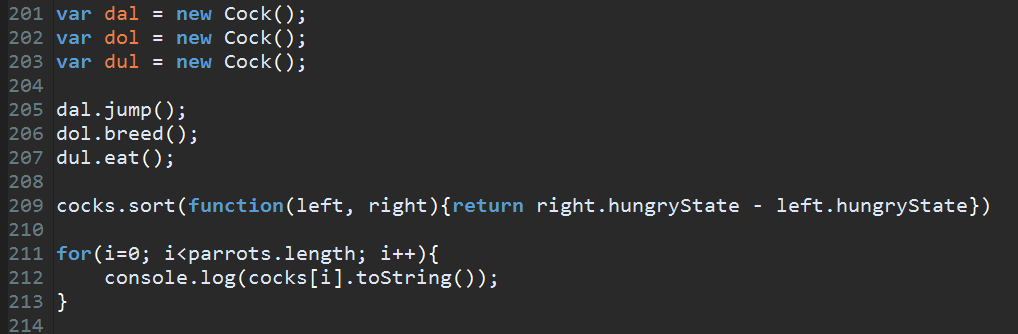 201 var dal = new Cock();
202 var dol = new Cock();
203 var dul = new Cock();
204
205 dal.jump();
206 dol.breed();
207 dul.eat();
208
209 cocks.sort(function(left, right){return right.hungryState - left.hungryState})
210
211 for(i=0; i<parrots.length; i++){
212     console.log(cocks[i].toString());
213 }
214